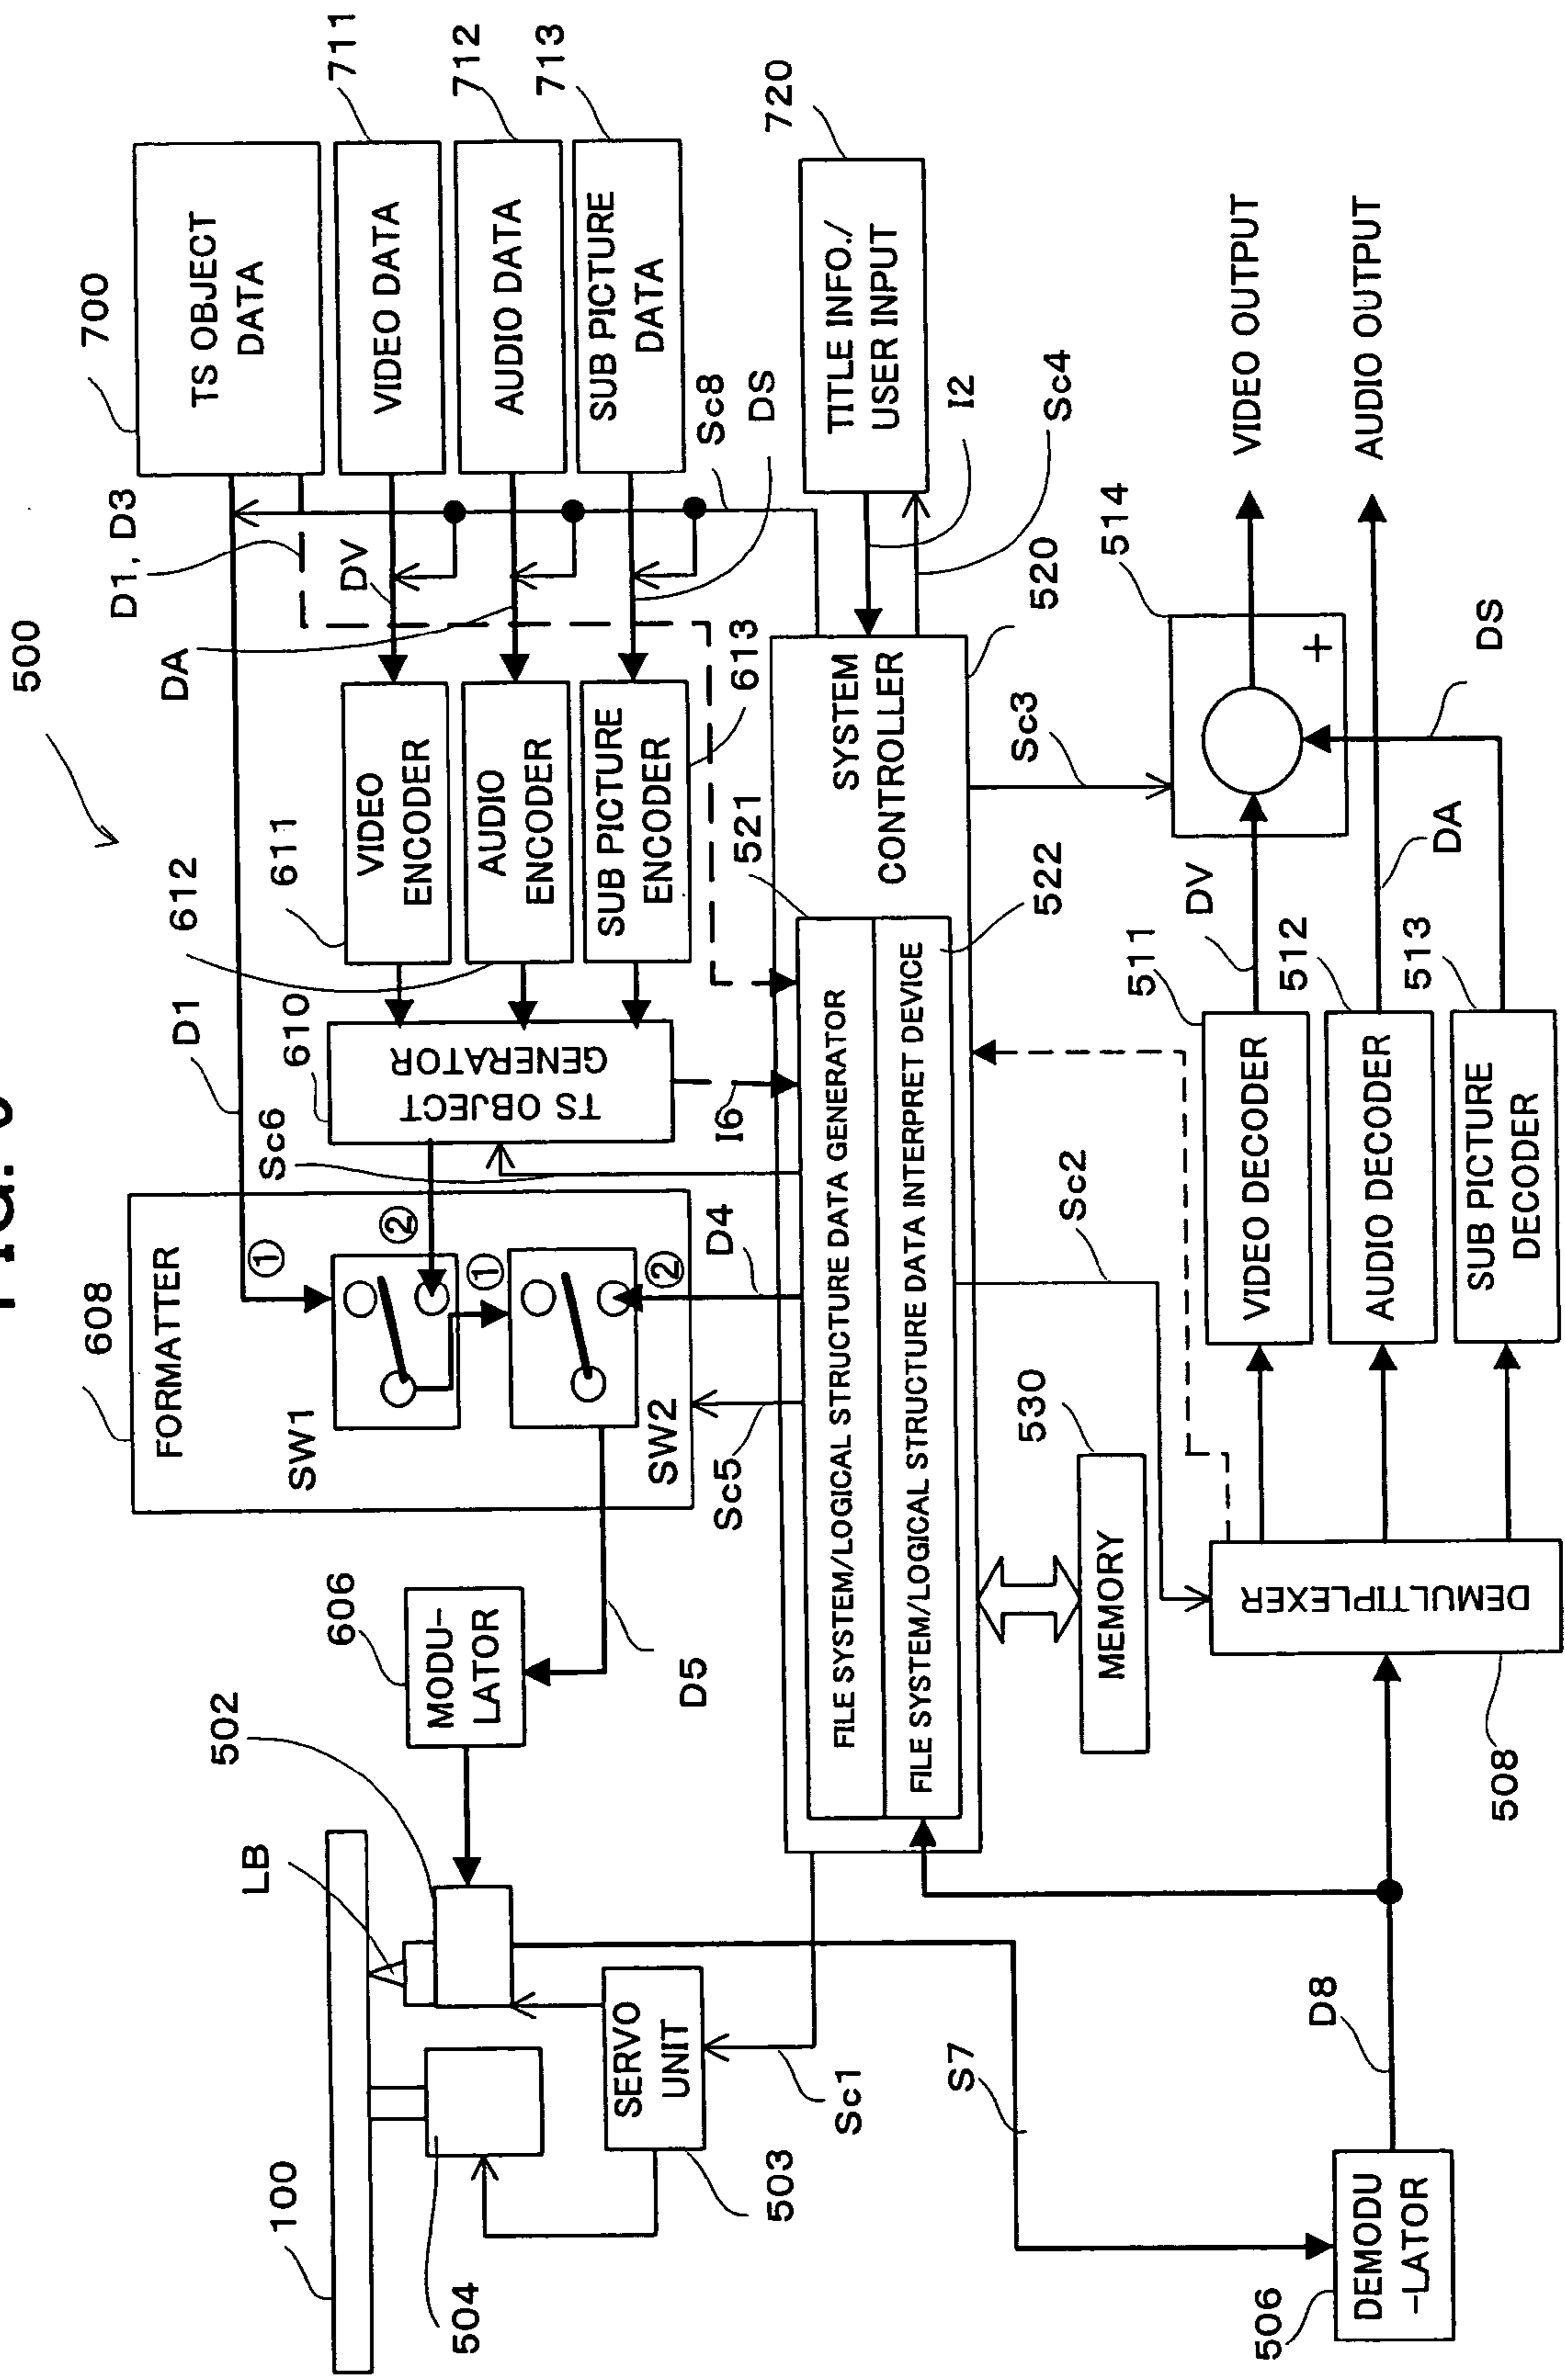 500
100
LB
502
504
SERVO
UNIT
503
Sc1
606
MODU-
LATOR
D5
608
FORMATTER
SW1
SW2
①
②
①
②
Sc5
D4
Sc6
D1
612
611
610
TS OBJECT
GENERATOR
I6
VIDEO
ENCODER
AUDIO
ENCODER
SUB PICTURE
ENCODER
613
D1, D3
DA
DV
700
TS OBJECT
DATA
VIDEO DATA
711
AUDIO DATA
712
SUB PICTURE
DATA
713
Sc8
DS
TITLE INFO./
USER INPUT
720
I2
Sc4
520
SYSTEM
CONTROLLER
521
522
FILE SYSTEM/LOGICAL STRUCTURE DATA GENERATOR
FILE SYSTEM/LOGICAL STRUCTURE DATA INTERPRET DEVICE
MEMORY
530
Sc2
Sc3
S7
506
DEMODU
-LATOR
D8
508
DEMULTIPLEXER
VIDEO DECODER
511
AUDIO DECODER
512
SUB PICTURE
DECODER
513
DV
DA
DS
514
+
VIDEO OUTPUT
AUDIO OUTPUT